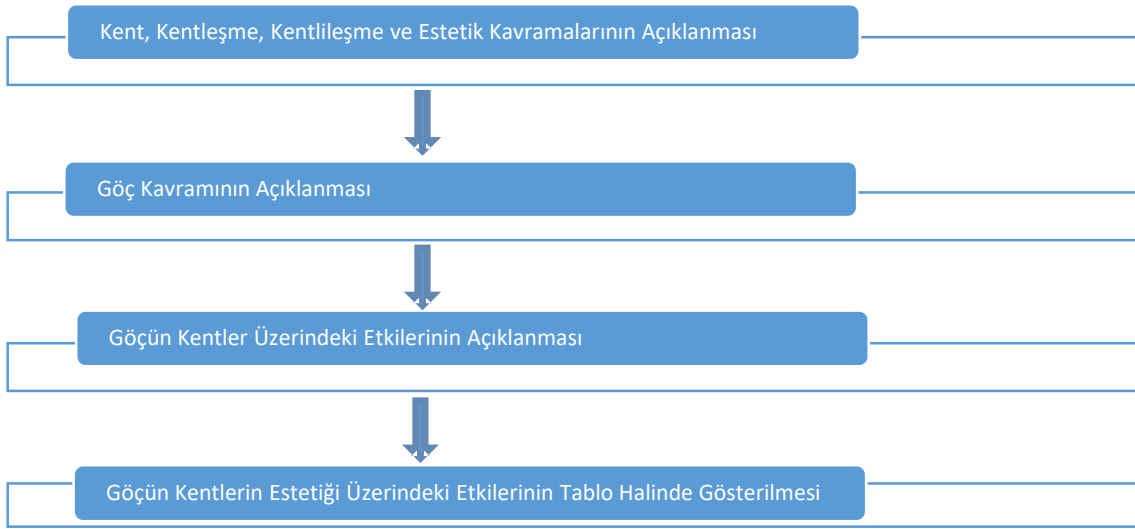 Kent, Kentleşme, Kentlileşme ve Estetik Kavramalarının Açıklanması
Göç Kavramının Açıklanması
Göçün Kentler Üzerindeki Etkilerinin Açıklanması
Göçün Kentlerin Estetiği Üzerindeki Etkilerinin Tablo Halinde Gösterilmesi